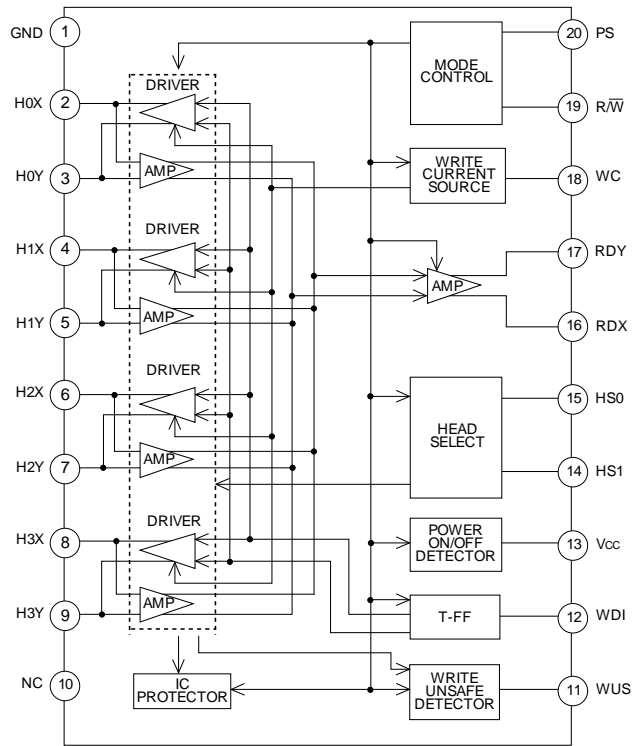 GND
1
20
PS
MODE
CONTROL
DRIVER
H0X
2
19
R/W̅
WRITE
CURRENT
SOURCE
H0Y
3
AMP
18
WC
DRIVER
H1X
4
17
RDY
AMP
H1Y
5
AMP
16
RDX
DRIVER
H2X
6
15
HS0
HEAD
SELECT
H2Y
7
AMP
14
HS1
DRIVER
H3X
8
POWER
ON/OFF
DETECTOR
13
Vcc
H3Y
9
AMP
T-FF
12
WDI
NC
10
IC
PROTECTOR
WRITE
UNSAFE
DETECTOR
11
WUS